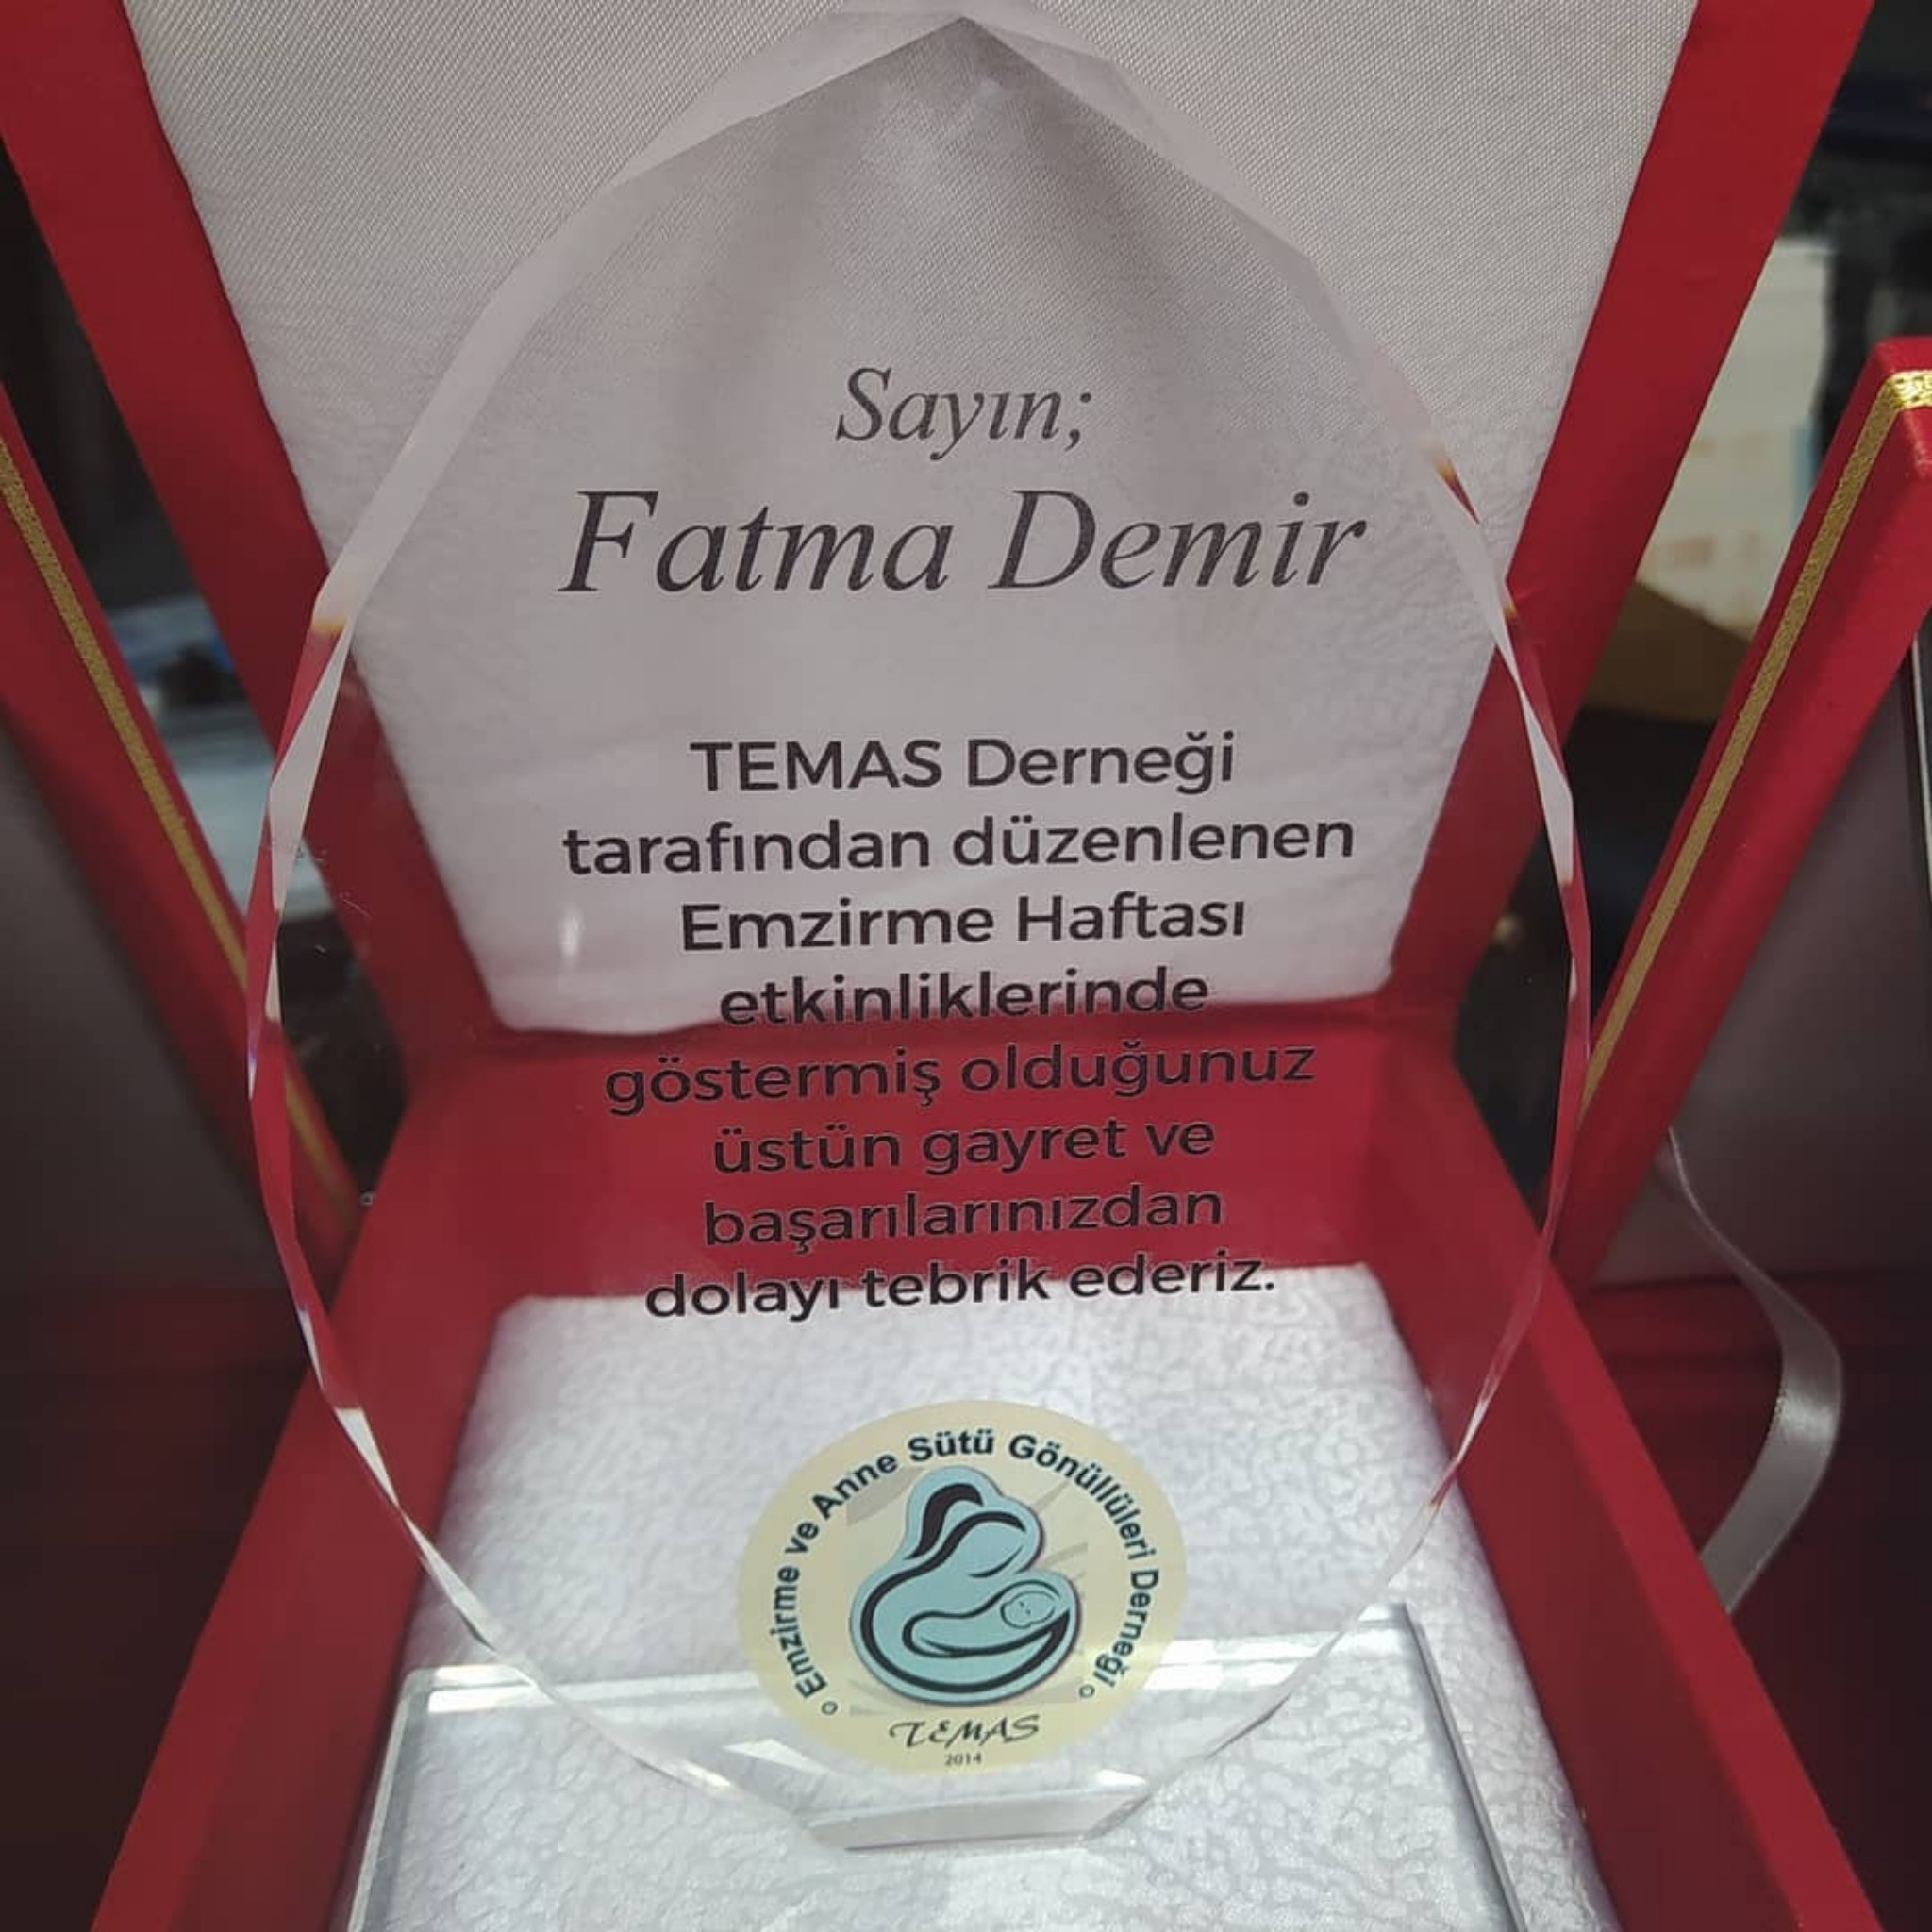 Sayın;
Fatma Demir
TEMAS Derneği
tarafından düzenlenen
Emzirme Haftası
etkinliklerinde
göstermiş olduğunuz
üstün gayret ve
başarılarınızdan
dolayı tebrik ederiz.
Emzirme ve Anne Sütü Gönüllüleri Derneği
TEMAS
2014